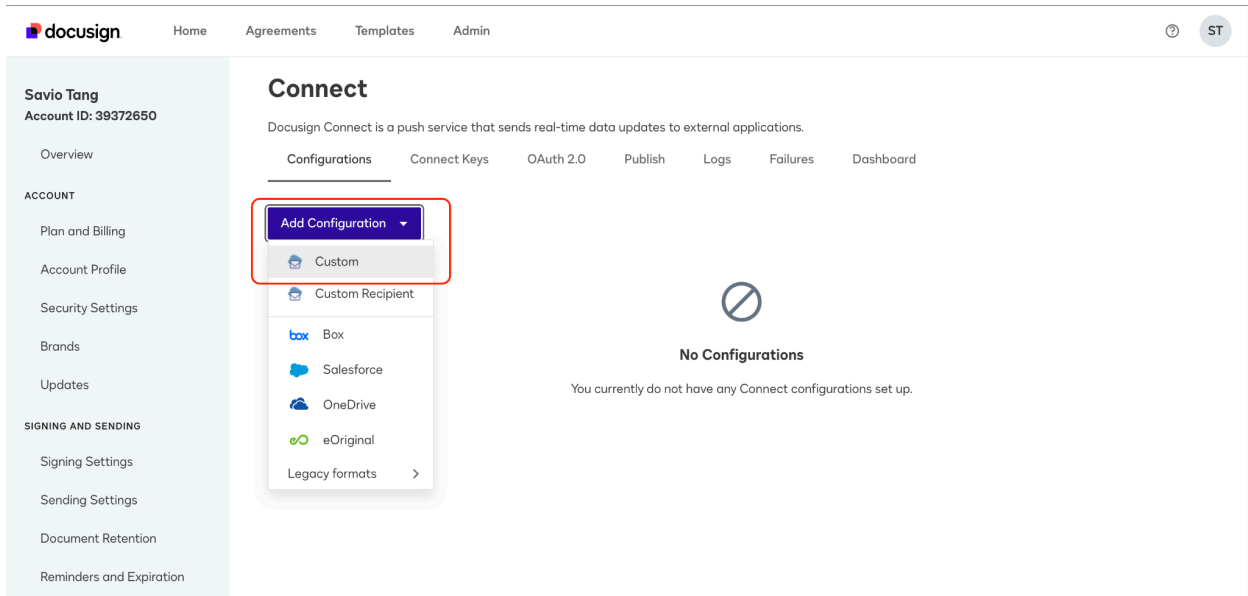 docusign
Home
Agreements
Templates
Admin
ST
Savio Tang
Account ID: 39372650
Overview
ACCOUNT
Plan and Billing
Account Profile
Security Settings
Brands
Updates
SIGNING AND SENDING
Signing Settings
Sending Settings
Document Retention
Reminders and Expiration
Connect
Docusign Connect is a push service that sends real-time data updates to external applications.
Configurations
Connect Keys
OAuth 2.0
Publish
Logs
Failures
Dashboard
Add Configuration
Custom
Custom Recipient
box Box
Salesforce
OneDrive
eOriginal
Legacy formats
No Configurations
You currently do not have any Connect configurations set up.